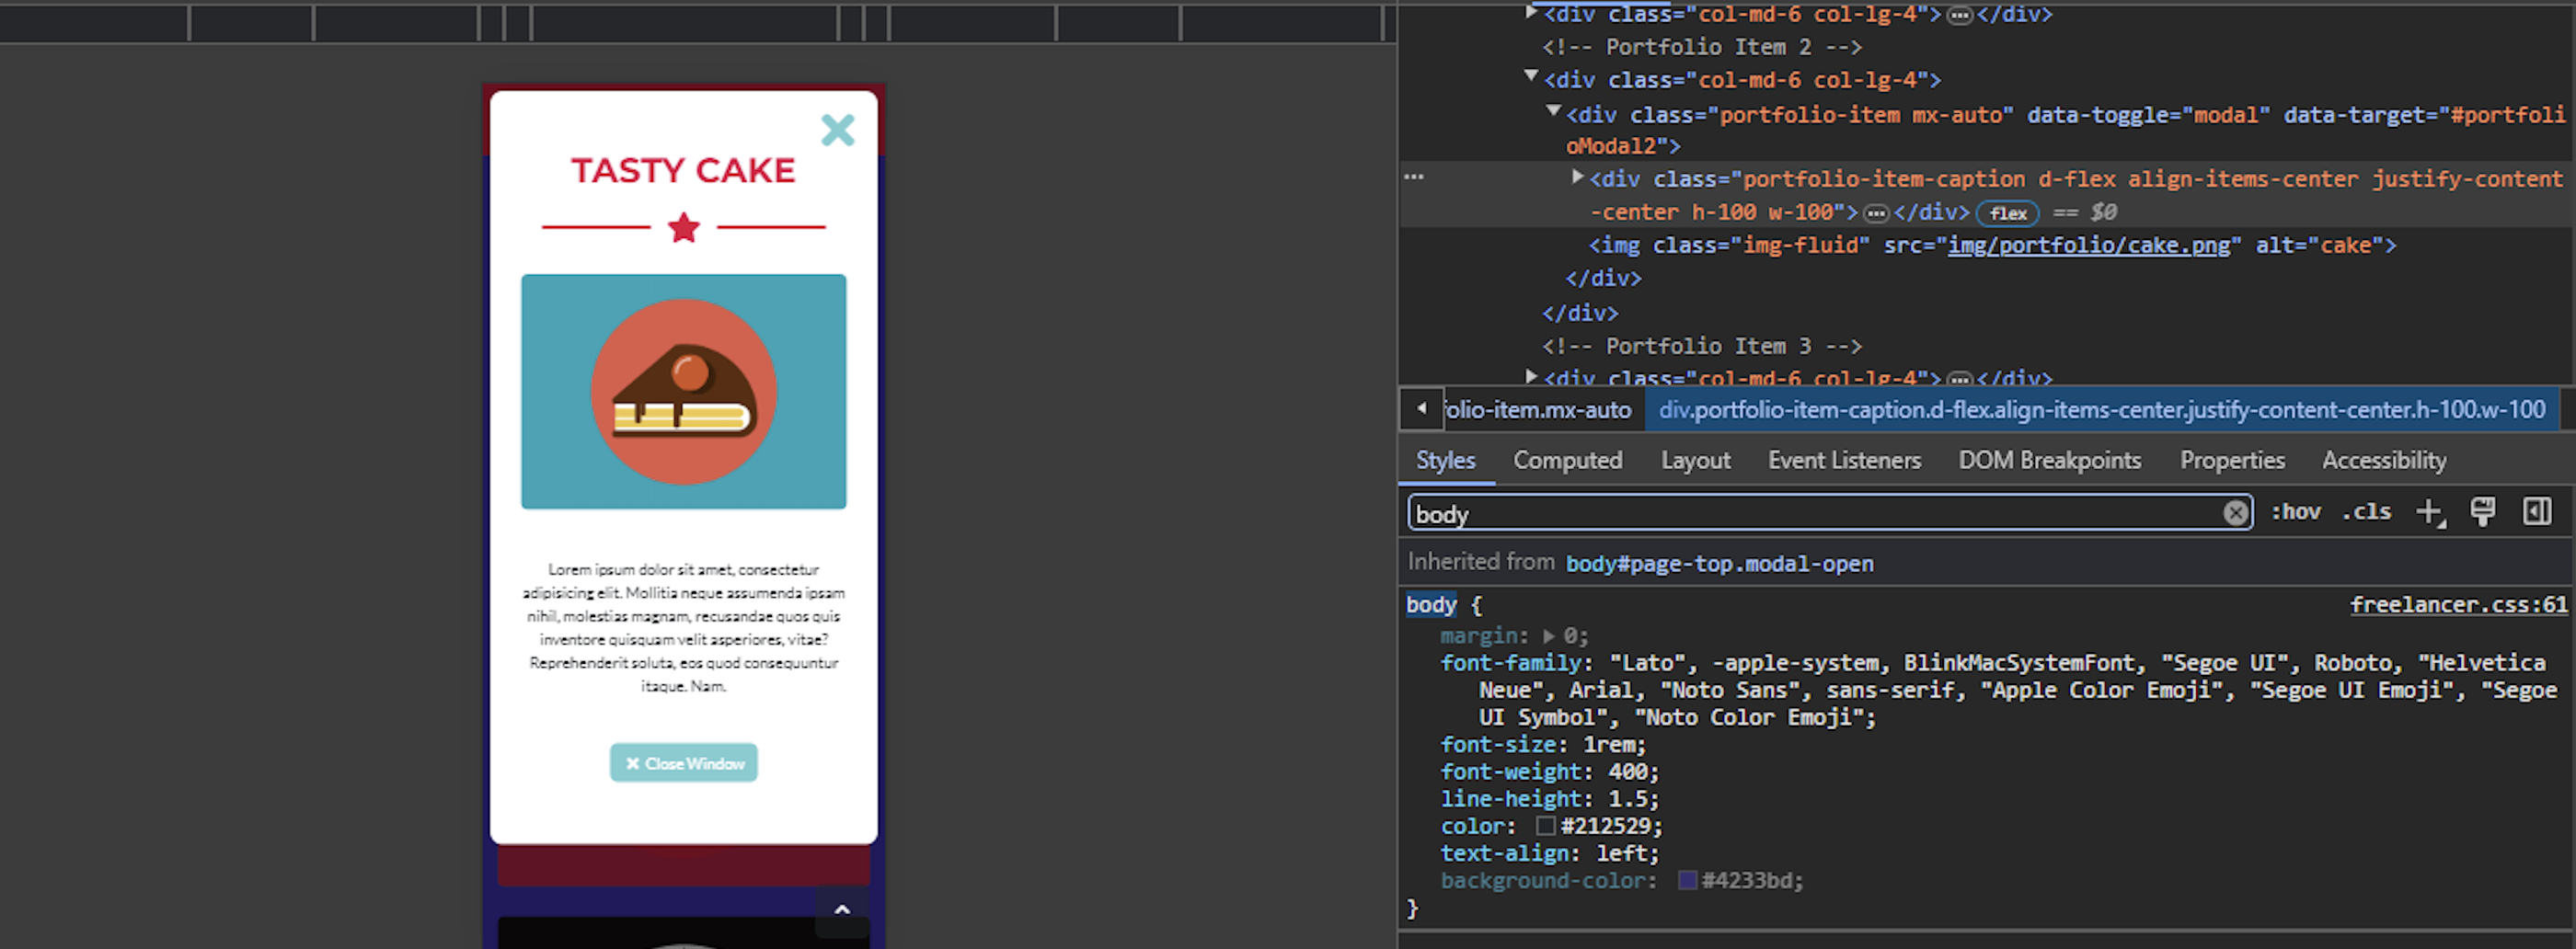 TASTY CAKE
Lorem ipsum dolor sit amet, consectetur
adipisicing elit. Mollitia neque assumenda ipsam
nihil, molestias magnam, recusandae quos quis
inventore quisquam velit asperiores, vitae?
Reprehenderit soluta, eos quod consequuntur
itaque. Nam.
Close Window
<div class="col-md-6 col-lg-4">…</div>
<!-- Portfolio Item 2 -->
<div class="col-md-6 col-lg-4">
<div class="portfolio-item mx-auto" data-toggle="modal" data-target="#portfoli
oModal2">
<div class="portfolio-item-caption d-flex align-items-center justify-content
-center h-100 w-100">…</div> flex == $0
<img class="img-fluid" src="img/portfolio/cake.png" alt="cake">
</div>
</div>
<!-- Portfolio Item 3 -->
<div class="col-md-6 col-lg-4">…</div>
folio-item.mx-auto div.portfolio-item-caption.d-flex.align-items-center.justify-content-center.h-100.w-100
Styles Computed Layout Event Listeners DOM Breakpoints Properties Accessibility
body :hov .cls
Inherited from body#page-top.modal-open
body { freelancer.css:61
margin: 0;
font-family: "Lato", -apple-system, BlinkMacSystemFont, "Segoe UI", Roboto, "Helvetica
Neue", Arial, "Noto Sans", sans-serif, "Apple Color Emoji", "Segoe UI Emoji", "Segoe
UI Symbol", "Noto Color Emoji";
font-size: 1rem;
font-weight: 400;
line-height: 1.5;
color: #212529;
text-align: left;
background-color: #4233bd;
}